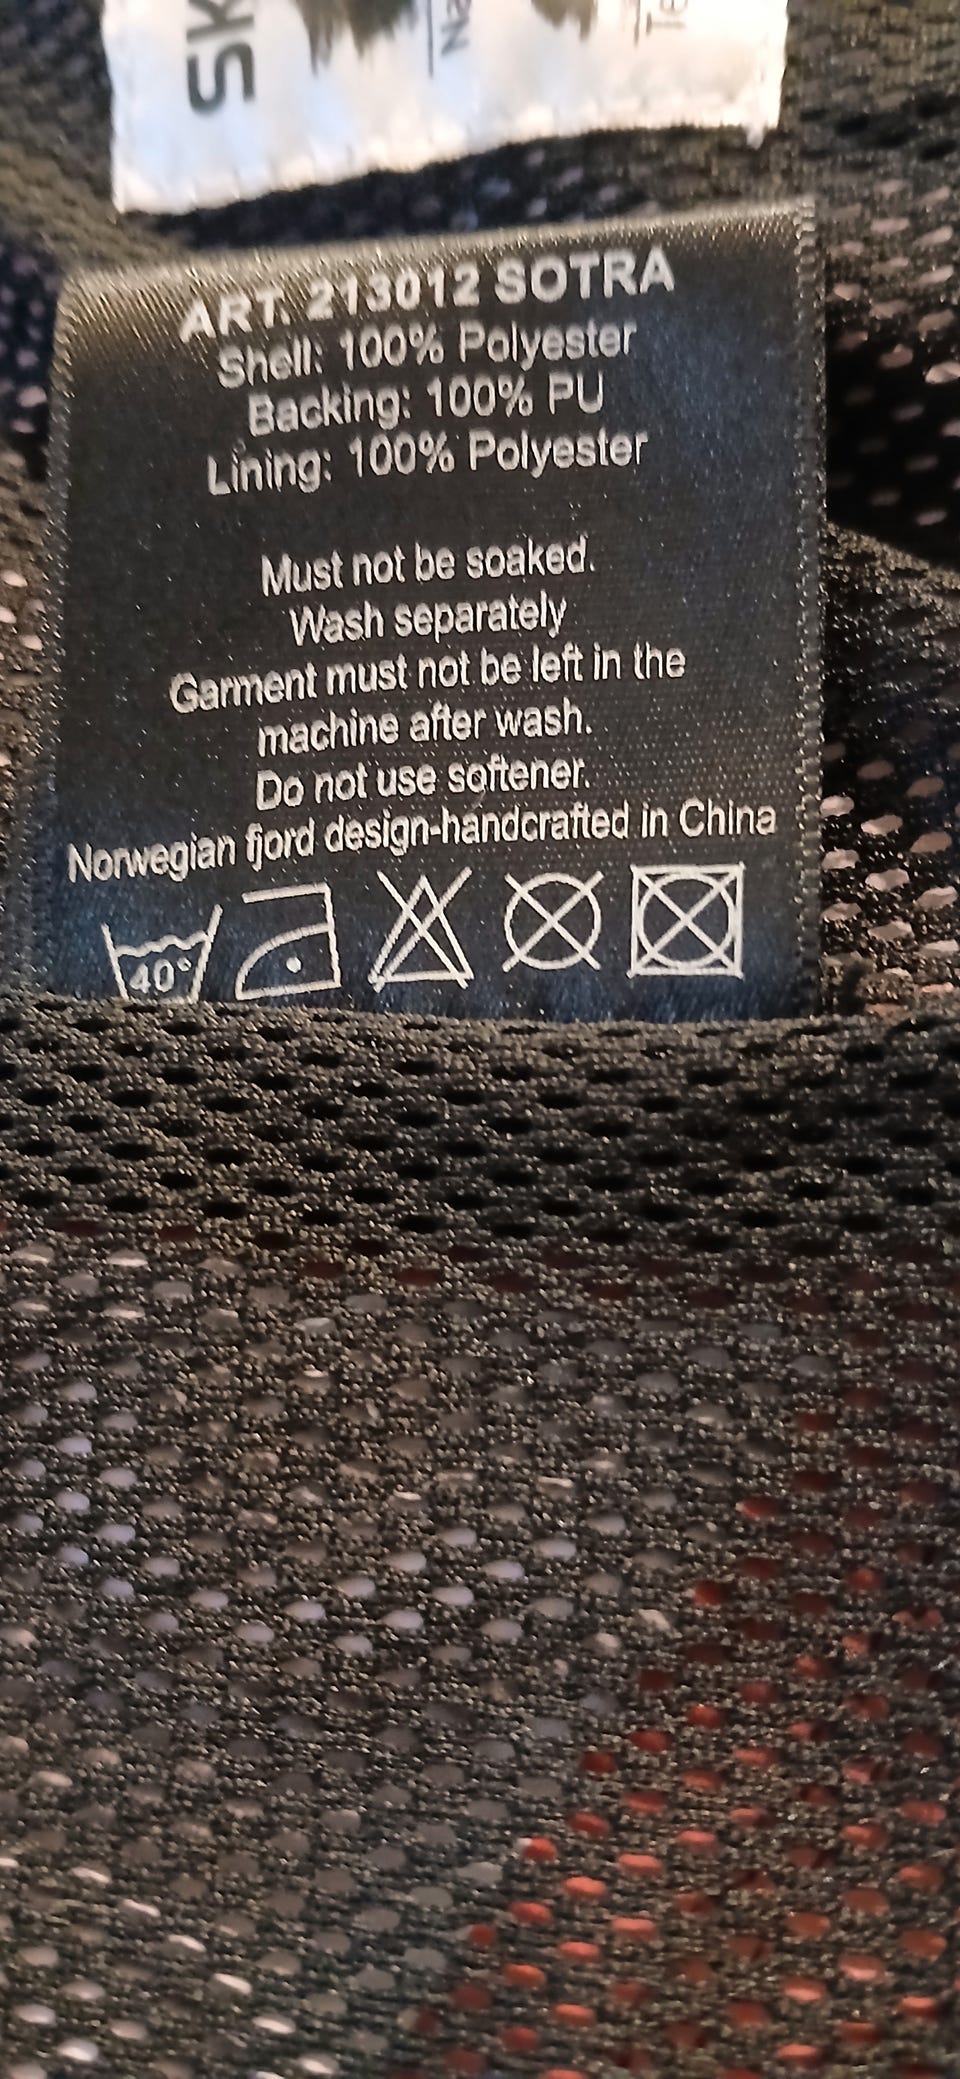 SK
ART. 213012 SOTRA
Shell: 100% Polyester
Backing: 100% PU
Lining: 100% Polyester
Must not be soaked.
Wash separately
Garment must not be left in the
machine after wash.
Do not use softener.
Norwegian fjord design-handcrafted in China
40°